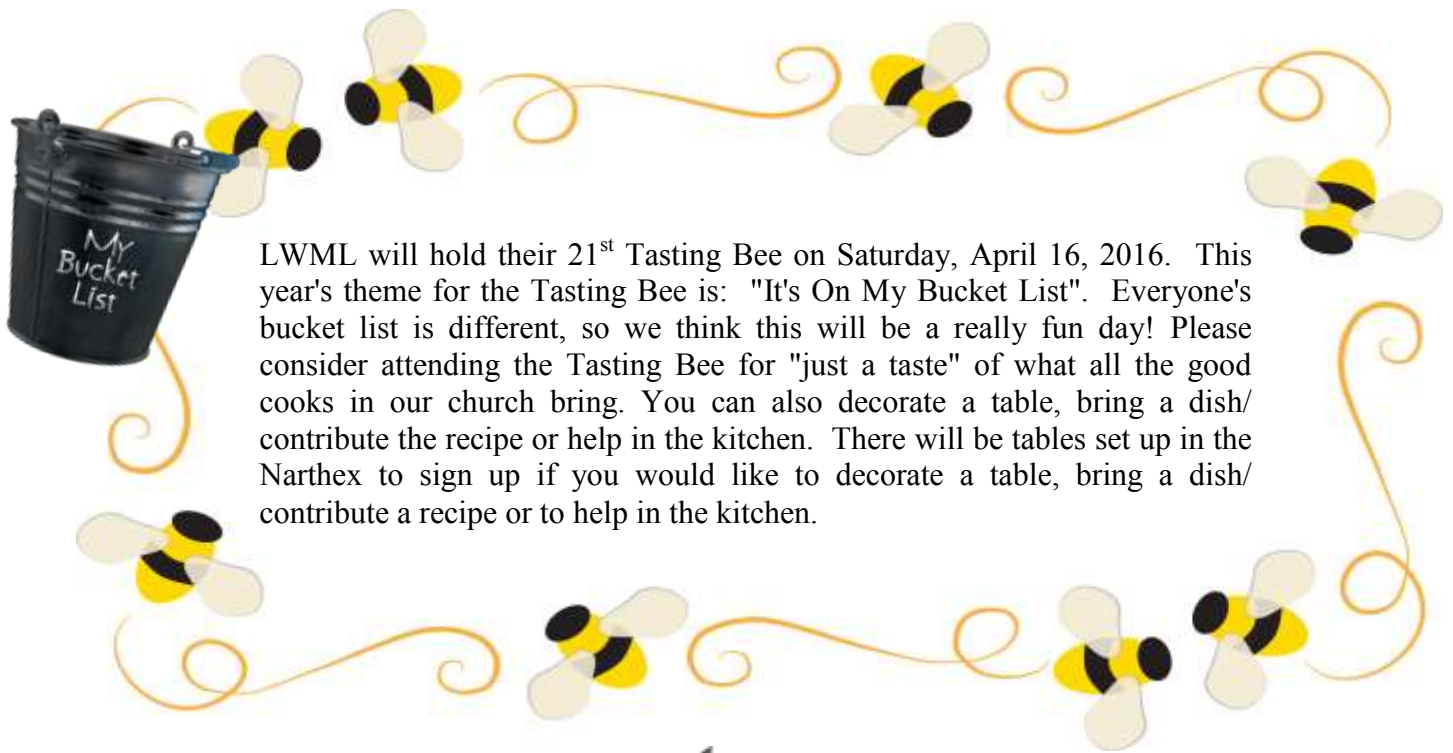 My
Bucket
List
LWML will hold their 21st Tasting Bee on Saturday, April 16, 2016. This
year's theme for the Tasting Bee is: "It's On My Bucket List". Everyone's
bucket list is different, so we think this will be a really fun day! Please
consider attending the Tasting Bee for "just a taste" of what all the good
cooks in our church bring. You can also decorate a table, bring a dish/
contribute the recipe or help in the kitchen. There will be tables set up in the
Narthex to sign up if you would like to decorate a table, bring a dish/
contribute a recipe or to help in the kitchen.